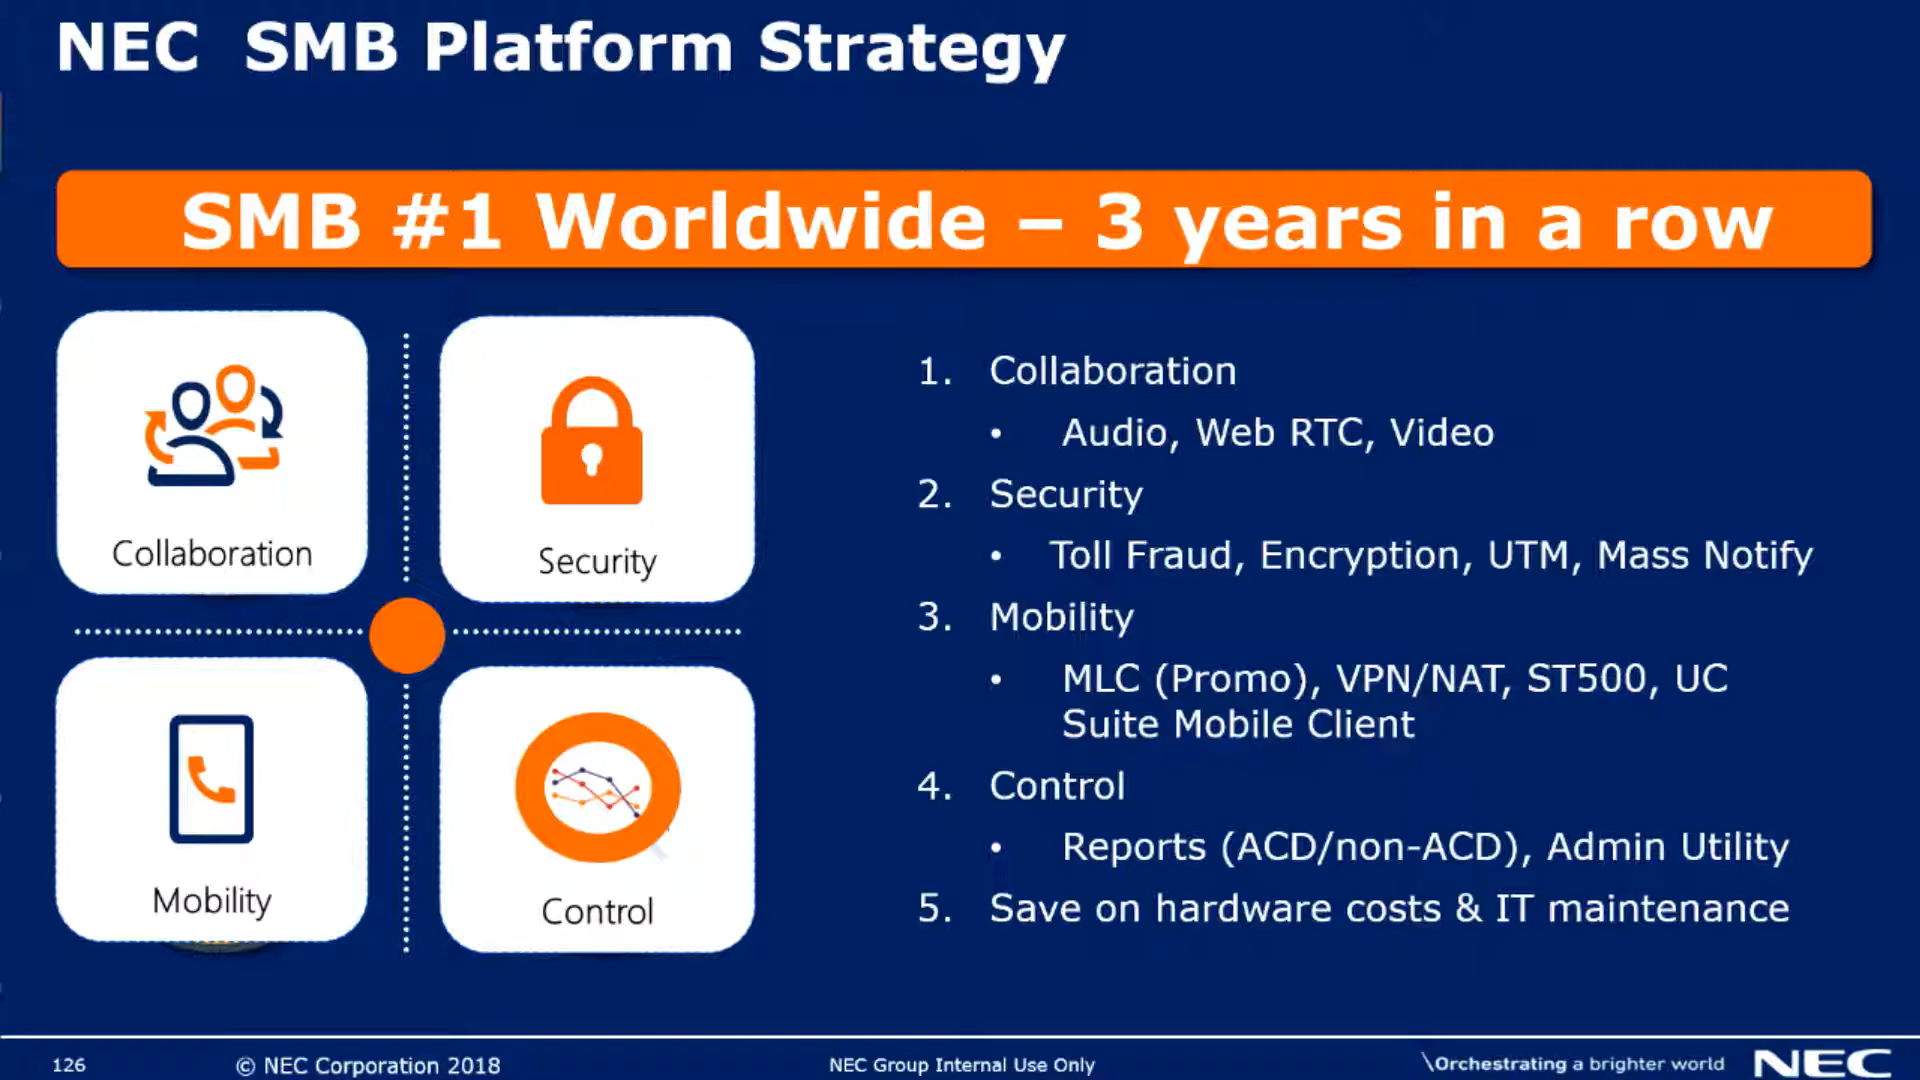 NEC SMB Platform Strategy
SMB #1 Worldwide – 3 years in a row
Collaboration
Security
Mobility
Control
1. Collaboration
• Audio, Web RTC, Video
2. Security
• Toll Fraud, Encryption, UTM, Mass Notify
3. Mobility
• MLC (Promo), VPN/NAT, ST500, UC
Suite Mobile Client
4. Control
• Reports (ACD/non-ACD), Admin Utility
5. Save on hardware costs & IT maintenance
126
© NEC Corporation 2018
NEC Group Internal Use Only
\Orchestrating a brighter world
NEC